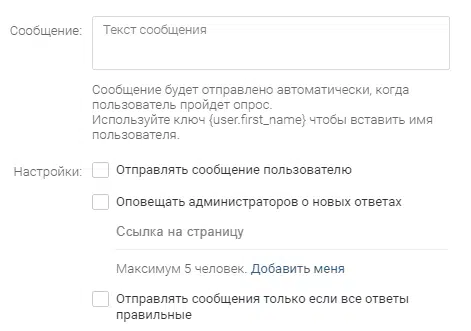 Сообщение: Текст сообщения
Сообщение будет отправлено автоматически, когда
пользователь пройдет опрос.
Используйте ключ {user.first_name} чтобы вставить имя
пользователя.
Настройки: Отправлять сообщение пользователю
Оповещать администраторов о новых ответах
Ссылка на страницу
Максимум 5 человек. Добавить меня
Отправлять сообщения только если все ответы
правильные